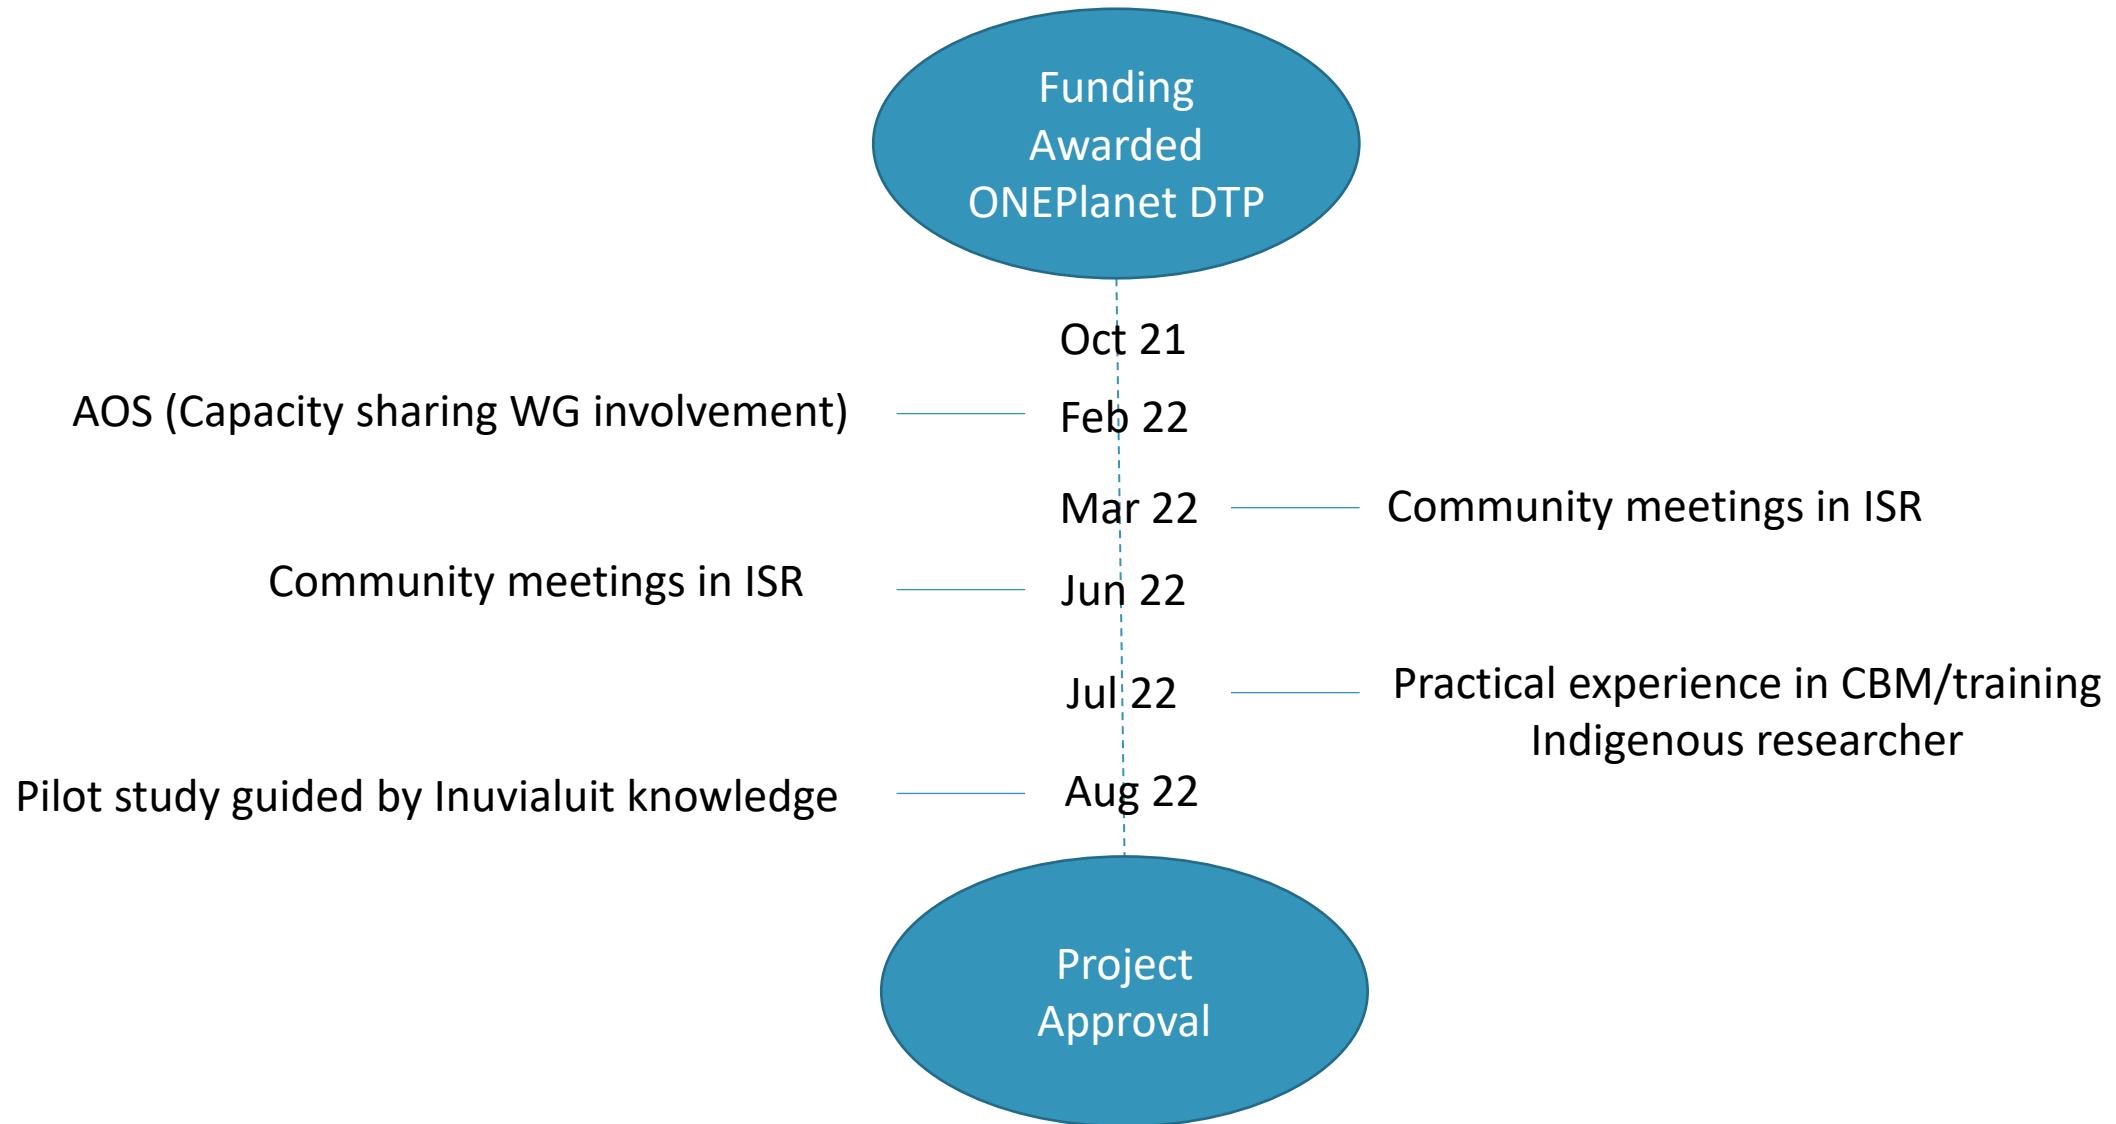 Funding
Awarded
ONEPlanet DTP
Oct 21
AOS (Capacity sharing WG involvement)
Feb 22
Mar 22
Community meetings in ISR
Community meetings in ISR
Jun 22
Jul 22
Practical experience in CBM/training
Indigenous researcher
Pilot study guided by Inuvialuit knowledge
Aug 22
Project
Approval